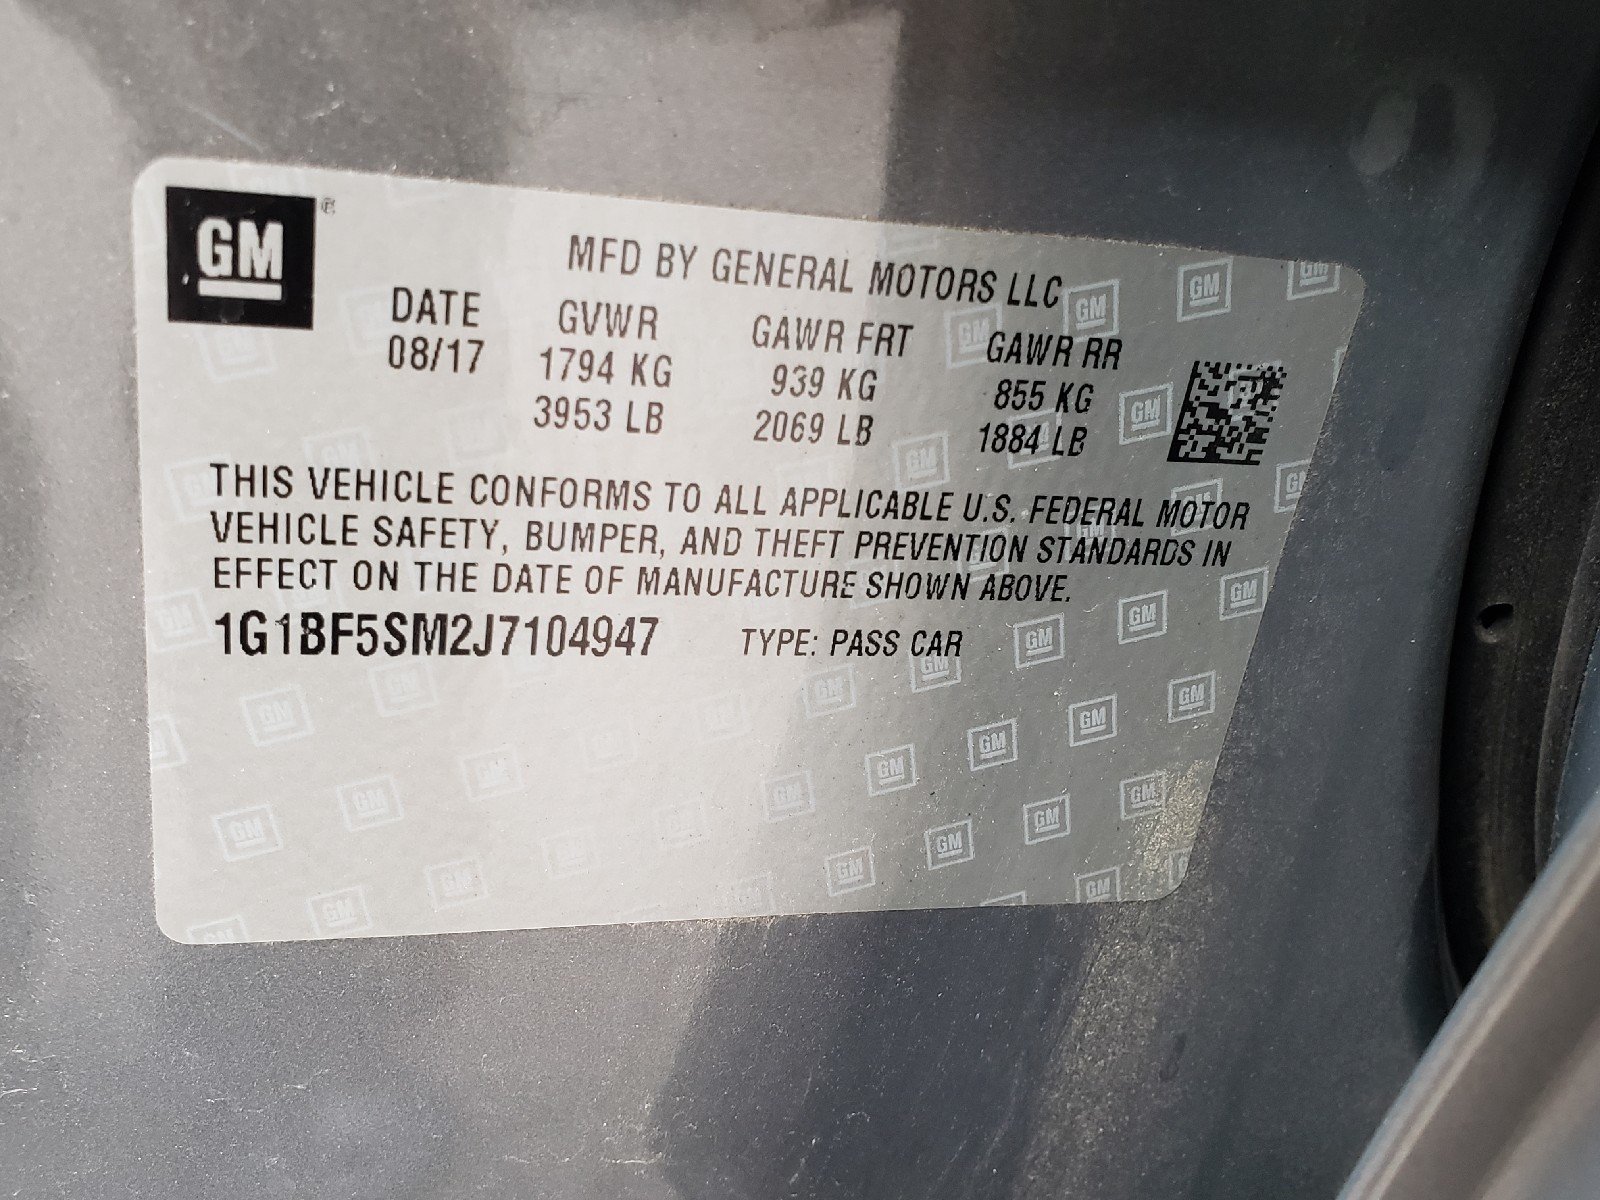 GM
MFD BY GENERAL MOTORS LLC
DATE GVWR GAWR FRT GAWR RR
08/17 1794 KG 939 KG 855 KG
3953 LB 2069 LB 1884 LB
THIS VEHICLE CONFORMS TO ALL APPLICABLE U.S. FEDERAL MOTOR
VEHICLE SAFETY, BUMPER, AND THEFT PREVENTION STANDARDS IN
EFFECT ON THE DATE OF MANUFACTURE SHOWN ABOVE.
1G1BF5SM2J7104947 TYPE: PASS CAR